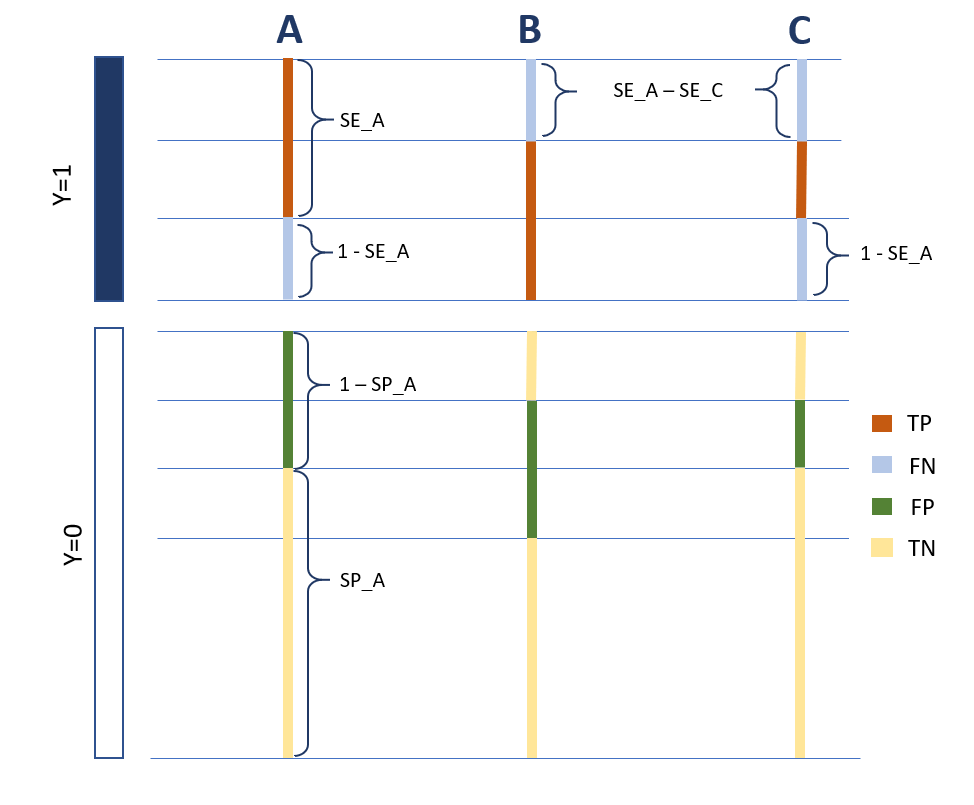 A B C
SE_A
SE_A – SE_C
Y=1
1 - SE_A
1 - SE_A
1 – SP_A
TP
FN
FP
TN
Y=0
SP_A